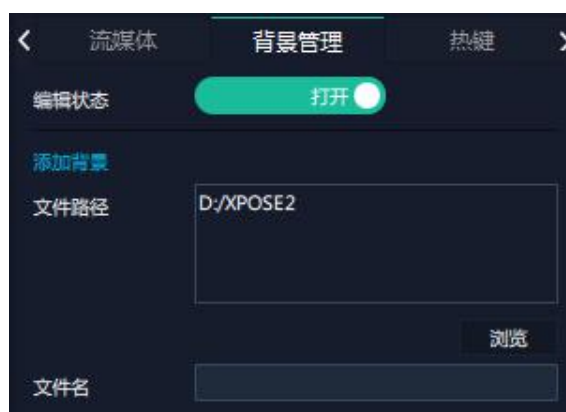 流媒体 背景管理 热键
编辑状态 打开
添加背景
文件路径 D:/XPOSE2
浏览
文件名